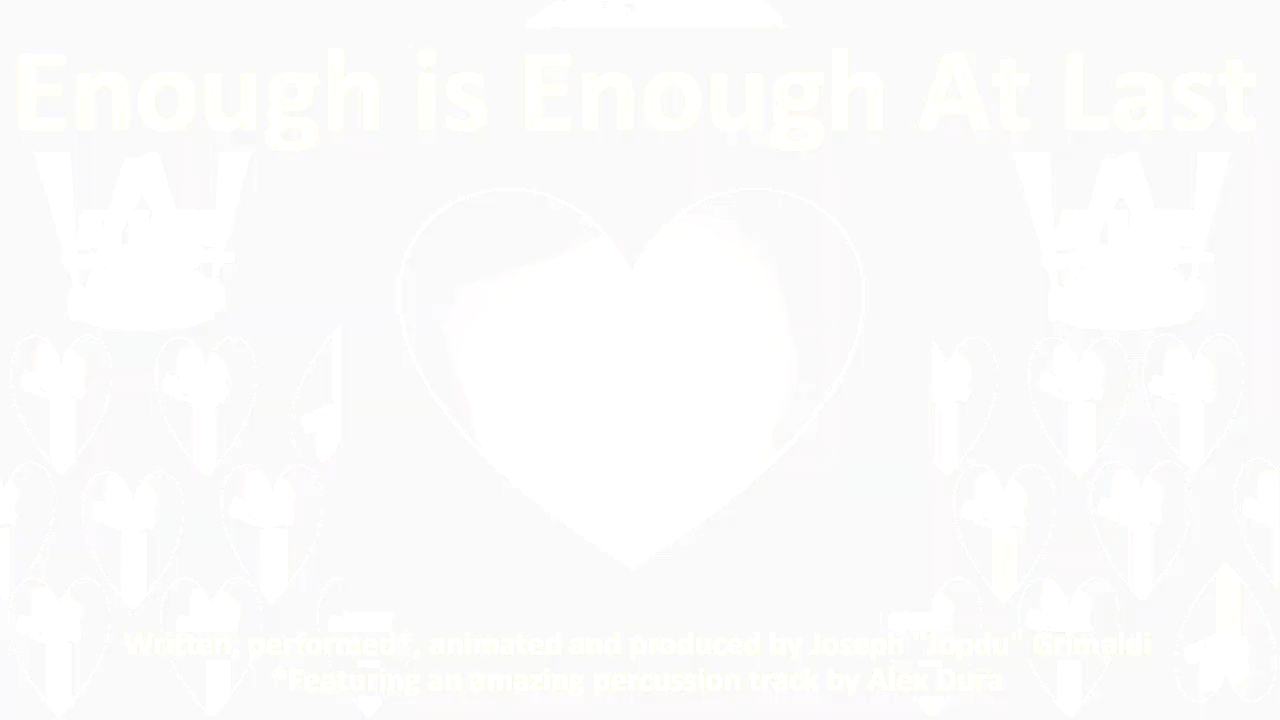 Enough is Enough At Last
Written, performed*, animated and produced by Joseph "Jopdu" Grimaldi
*Featuring an amazing percussion track by Alex Dura